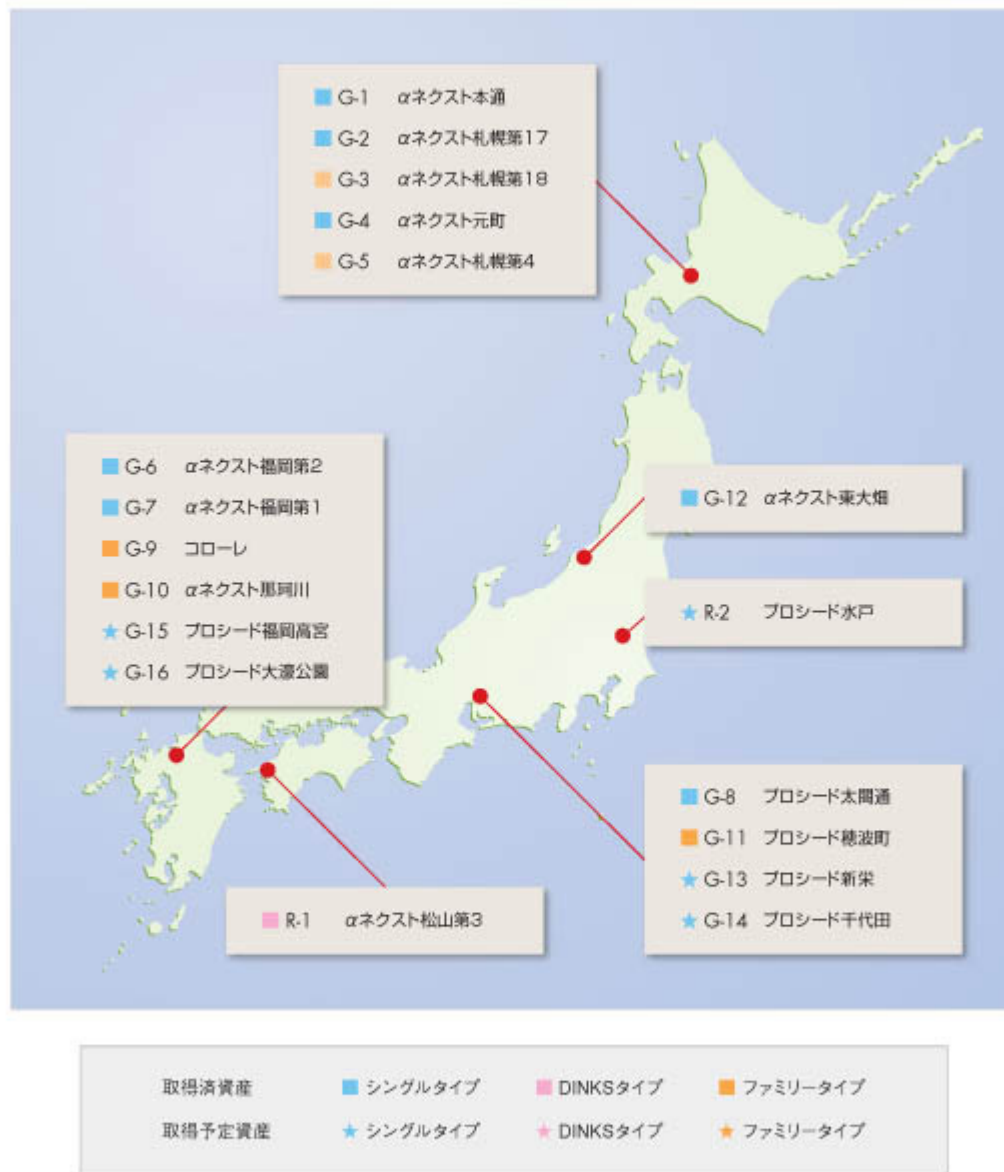 G-1 αネクスト本通
G-2 αネクスト札幌第17
G-3 αネクスト札幌第18
G-4 αネクスト元町
G-5 αネクスト札幌第4
G-6 αネクスト福岡第2
G-7 αネクスト福岡第1
G-9 コローレ
G-10 αネクスト那珂川
G-15 プロシード福岡高宮
G-16 プロシード大濠公園
G-12 αネクスト東大畑
R-2 プロシード水戸
G-8 プロシード太閤通
G-11 プロシード穂波町
G-13 プロシード新栄
G-14 プロシード千代田
R-1 αネクスト松山第3
取得済資産 シングルタイプ DINKSタイプ ファミリータイプ
取得予定資産 シングルタイプ DINKSタイプ ファミリータイプ